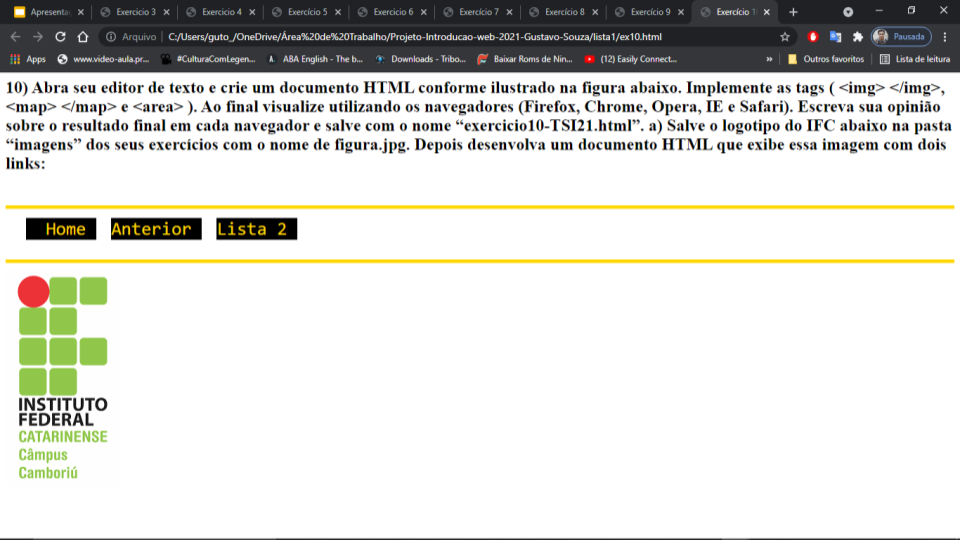 Apresenta
Exercicio 3
Exercicio 4
Exercício 5
Exercicio 6
Exercício 7
Exercício 8
Exercício 9
Exercício 1
Arquivo
C:/Users/guto_/OneDrive/Área%20de%20Trabalho/Projeto-Introducao-web-2021-Gustavo-Souza/lista1/ex10.html
Pausada
Apps
www.video-aula.pr...
#CulturaComLegen...
ABA English - The b...
Downloads - Tribo...
Baixar Roms de Nin...
(12) Easily Connect...
»
Outros favoritos
Lista de leitura
10) Abra seu editor de texto e crie um documento HTML conforme ilustrado na figura abaixo. Implemente as tags ( <img> </img>,
<map> </map> e <area> ). Ao final visualize utilizando os navegadores (Firefox, Chrome, Opera, IE e Safari). Escreva sua opinião
sobre o resultado final em cada navegador e salve com o nome “exercicio10-TSI21.html”. a) Salve o logotipo do IFC abaixo na pasta
“imagens” dos seus exercícios com o nome de figura.jpg. Depois desenvolva um documento HTML que exibe essa imagem com dois
links:
Home Anterior Lista 2
INSTITUTO
FEDERAL
CATARINENSE
Câmpus
Camboriú